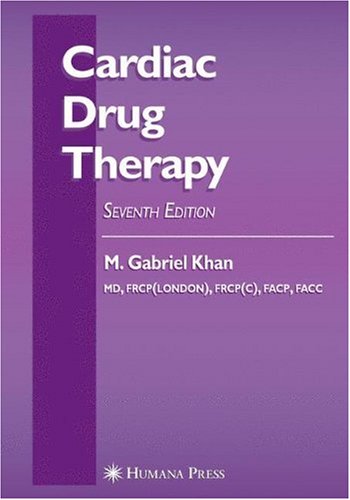 Cardiac
Drug
Therapy
SEVENTH EDITION
M. Gabriel Khan
MD, FRCP(LONDON), FRCP(C), FACP, FACC
HUMANA PRESS